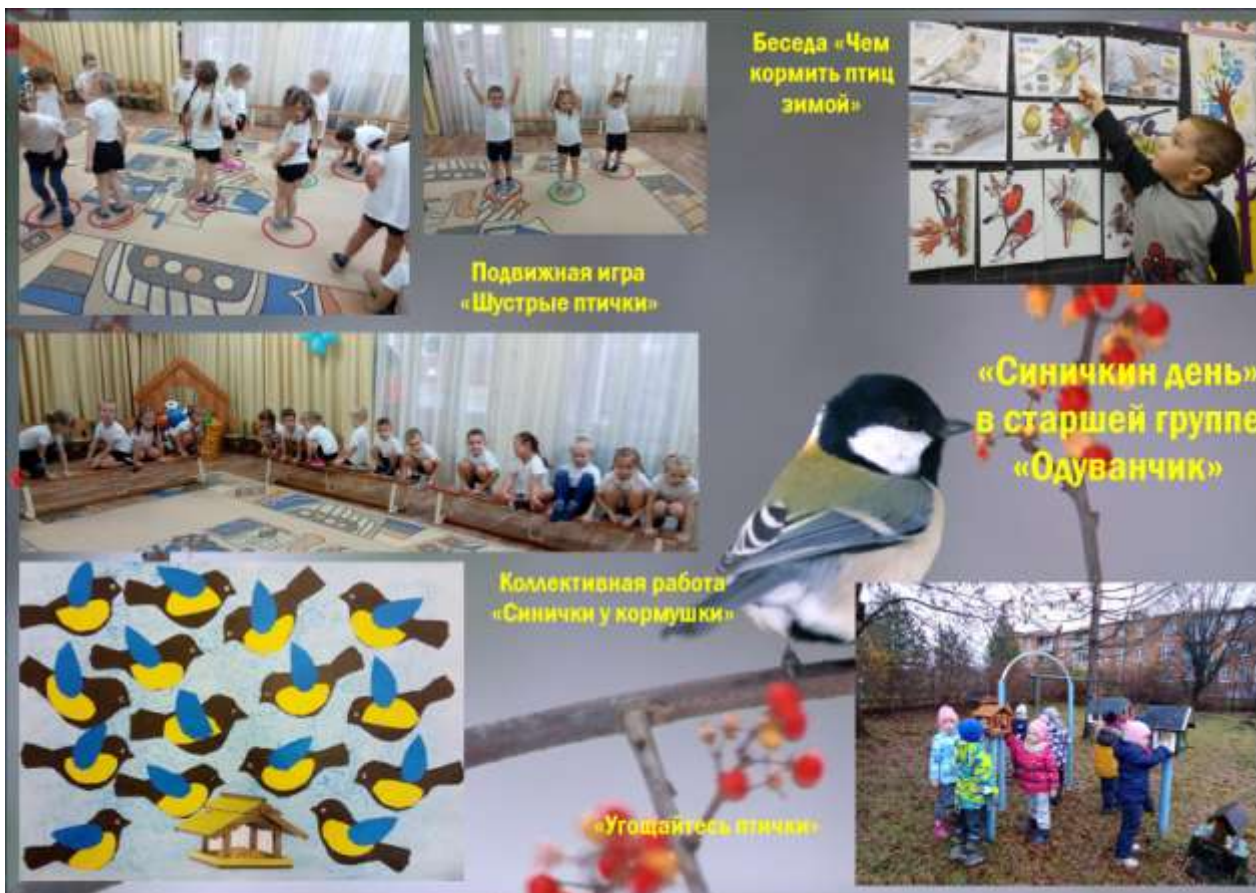 Беседа «Чем
кормить птиц
зимой»
Подвижная игра
«Шустрые птички»
«Синичкин день»
в старшей группе
«Одуванчик»
Коллективная работа
«Синички у кормушки»
«Угощайтесь птички»